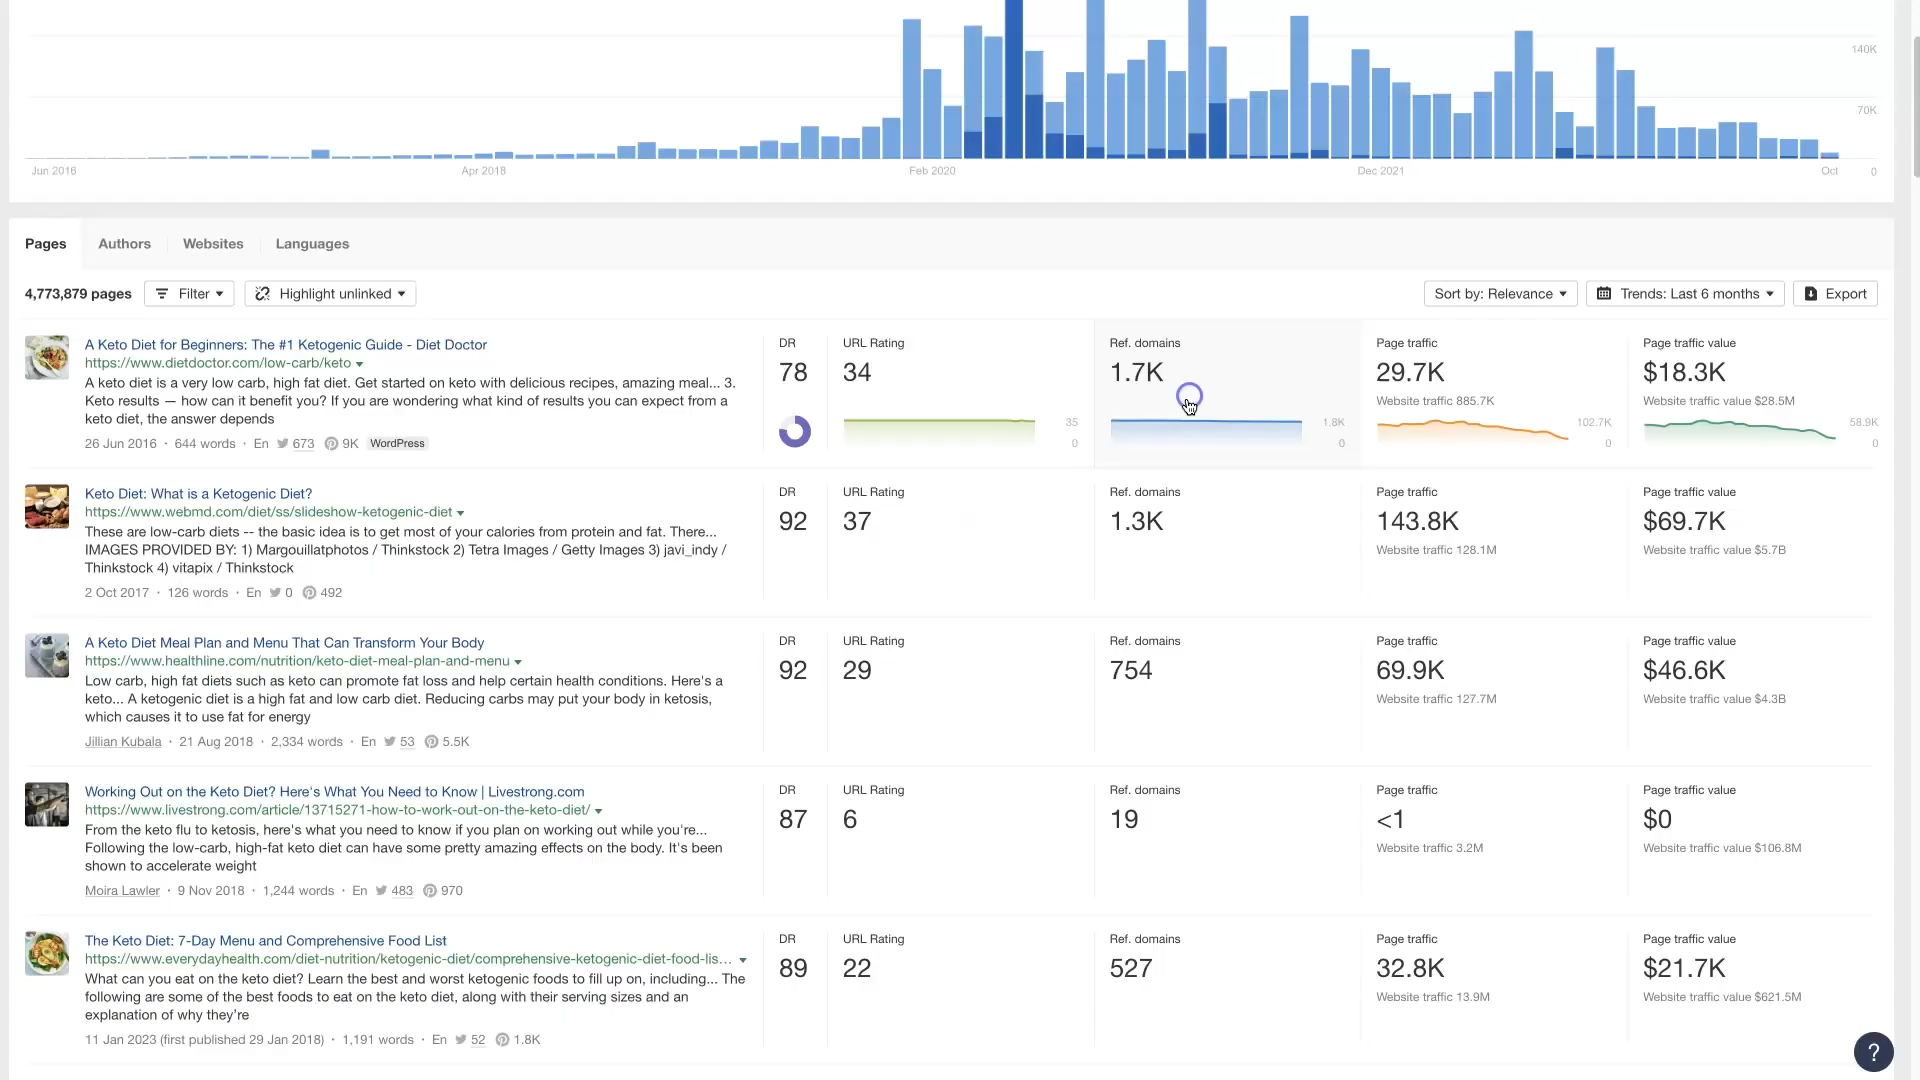 140K
70K
0
Jun 2016 Apr 2018 Feb 2020 Dec 2021 Oct
Pages Authors Websites Languages
4,773,879 pages Filter Highlight unlinked Sort by: Relevance Trends: Last 6 months Export
A Keto Diet for Beginners: The #1 Ketogenic Guide - Diet Doctor
https://www.dietdoctor.com/low-carb/keto
A keto diet is a very low carb, high fat diet. Get started on keto with delicious recipes, amazing meal... 3.
Keto results — how can it benefit you? If you are wondering what kind of results you can expect from a
keto diet, the answer depends
26 Jun 2016 · 644 words · En 673 9K WordPress
DR
78
URL Rating
34
35
0
Ref. domains
1.7K
1.8K
0
Page traffic
29.7K
Website traffic 885.7K
102.7K
0
Page traffic value
$18.3K
Website traffic value $28.5M
58.9K
0
Keto Diet: What is a Ketogenic Diet?
https://www.webmd.com/diet/ss/slideshow-ketogenic-diet
These are low-carb diets -- the basic idea is to get most of your calories from protein and fat. There...
IMAGES PROVIDED BY: 1) Margouillatphotos / Thinkstock 2) Tetra Images / Getty Images 3) javi_indy /
Thinkstock 4) vitapix / Thinkstock
2 Oct 2017 · 126 words · En 0 492
DR
92
URL Rating
37
Ref. domains
1.3K
Page traffic
143.8K
Website traffic 128.1M
Page traffic value
$69.7K
Website traffic value $5.7B
A Keto Diet Meal Plan and Menu That Can Transform Your Body
https://www.healthline.com/nutrition/keto-diet-meal-plan-and-menu
Low carb, high fat diets such as keto can promote fat loss and help certain health conditions. Here's a
keto... A ketogenic diet is a high fat and low carb diet. Reducing carbs may put your body in ketosis,
which causes it to use fat for energy
Jillian Kubala · 21 Aug 2018 · 2,334 words · En 53 5.5K
DR
92
URL Rating
29
Ref. domains
754
Page traffic
69.9K
Website traffic 127.7M
Page traffic value
$46.6K
Website traffic value $4.3B
Working Out on the Keto Diet? Here's What You Need to Know | Livestrong.com
https://www.livestrong.com/article/13715271-how-to-work-out-on-the-keto-diet/
From the keto flu to ketosis, here's what you need to know if you plan on working out while you're...
Following the low-carb, high-fat keto diet can have some pretty amazing effects on the body. It's been
shown to accelerate weight
Moira Lawler · 9 Nov 2018 · 1,244 words · En 483 970
DR
87
URL Rating
6
Ref. domains
19
Page traffic
<1
Website traffic 3.2M
Page traffic value
$0
Website traffic value $106.8M
The Keto Diet: 7-Day Menu and Comprehensive Food List
https://www.everydayhealth.com/diet-nutrition/ketogenic-diet/comprehensive-ketogenic-diet-food-lis...
What can you eat on the keto diet? Learn the best and worst ketogenic foods to fill up on, including... The
following are some of the best foods to eat on the keto diet, along with their serving sizes and an
explanation of why they’re
11 Jan 2023 (first published 29 Jan 2018) · 1,191 words · En 52 1.8K
DR
89
URL Rating
22
Ref. domains
527
Page traffic
32.8K
Website traffic 13.9M
Page traffic value
$21.7K
Website traffic value $621.5M
?